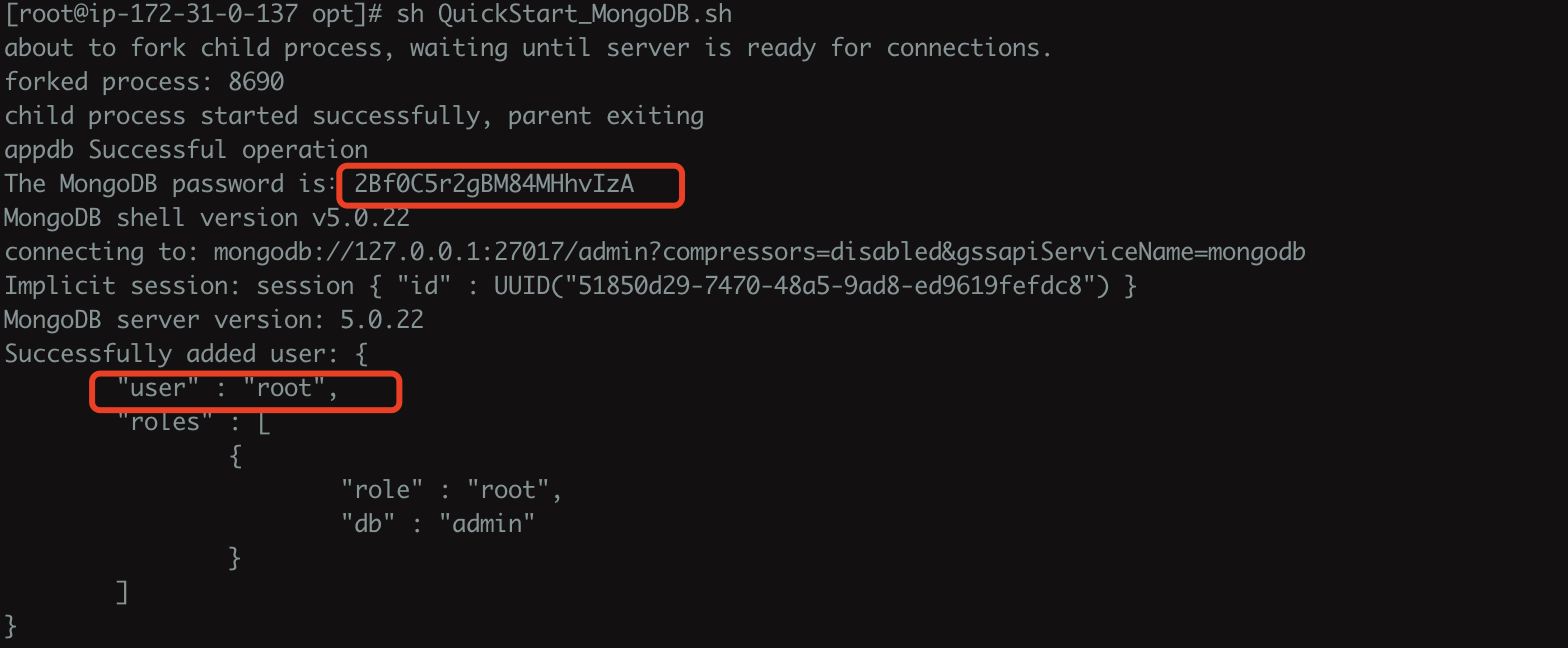 [root@ip-172-31-0-137 opt]# sh QuickStart_MongoDB.sh
about to fork child process, waiting until server is ready for connections.
forked process: 8690
child process started successfully, parent exiting
appdb Successful operation
The MongoDB password is: 2Bf0C5r2gBM84MHhvIzA
MongoDB shell version v5.0.22
connecting to: mongodb://127.0.0.1:27017/admin?compressors=disabled&gssapiServiceName=mongodb
Implicit session: session { "id" : UUID("51850d29-7470-48a5-9ad8-ed9619fefdc8") }
MongoDB server version: 5.0.22
Successfully added user: {
"user" : "root",
"roles" : [
{
"role" : "root",
"db" : "admin"
}
]
}